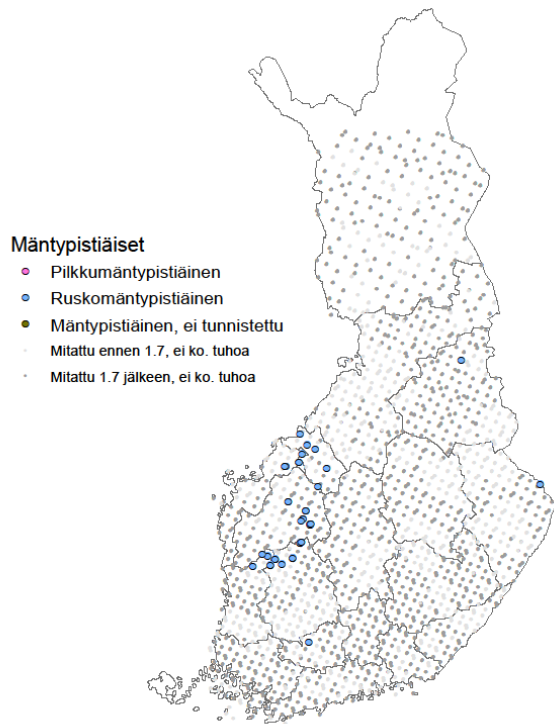 Mäntypistiäiset
Pilkkumäntypistiäinen
Ruskomäntypistiäinen
Mäntypistiäinen, ei tunnistettu
Mitattu ennen 1.7, ei ko. tuhoa
Mitattu 1.7 jälkeen, ei ko. tuhoa